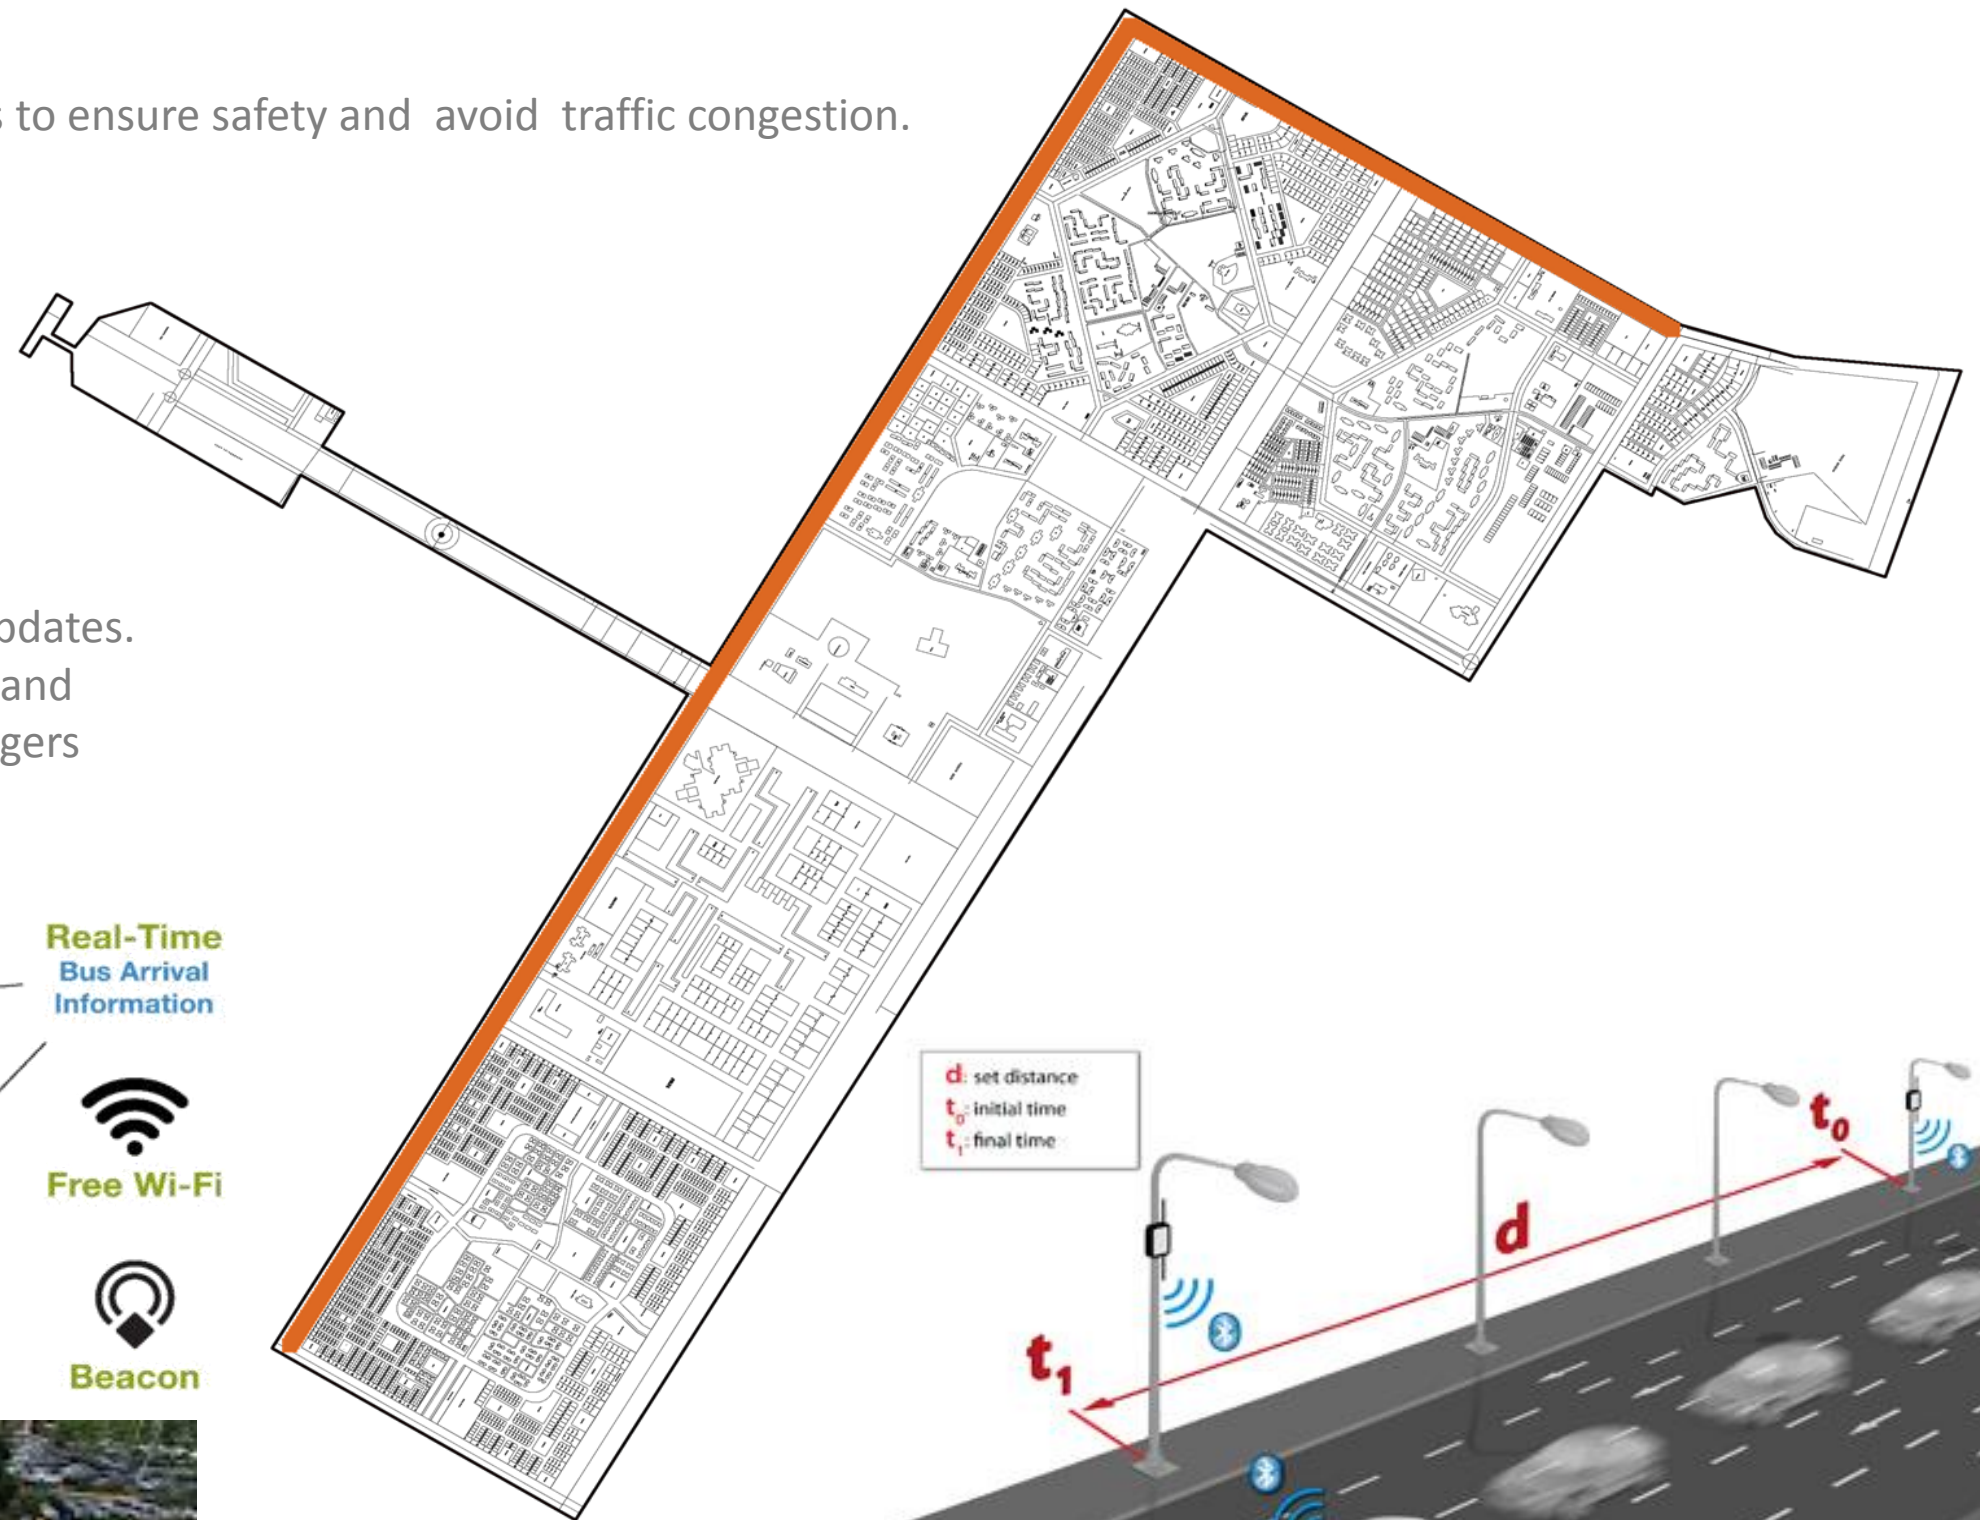 s to ensure safety and avoid traffic congestion.
pdates.
and
gers
Real-Time
Bus Arrival
Information
Free Wi-Fi
Beacon
d: set distance
t0: initial time
t1: final time
t0
d
t1